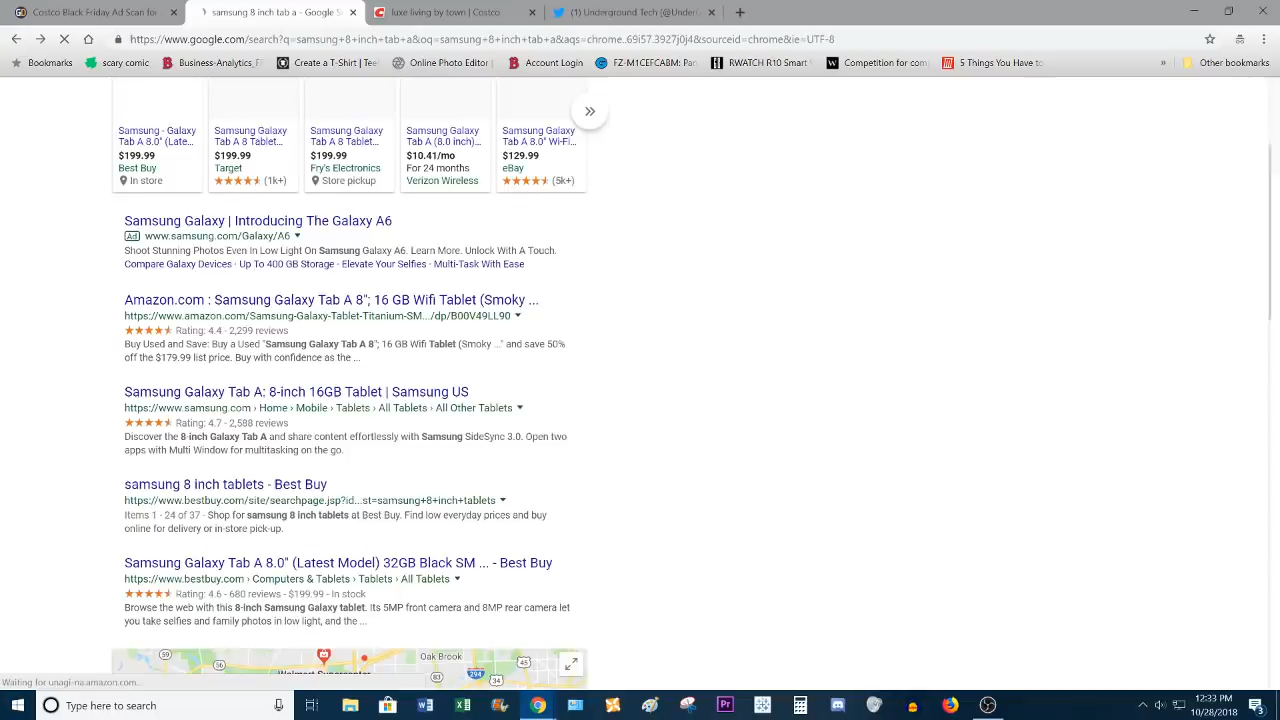 Costco Black Friday Ad Scan for
samsung 8 inch tab a - Google S
luxe living by town | Costco
(1) Underground Tech (@UnderG
https://www.google.com/search?q=samsung+8+inch+tab+a&oq=samsung+8+inch+tab+a&aqs=chrome..69i57.3927j0j4&sourceid=chrome&ie=UTF-8
Bookmarks
scary comic
Business-Analytics_FF
Create a T-Shirt | Tee
Online Photo Editor |
Account Login
FZ-M1CEFCABM: Pan
RWATCH R10 Smart
Competition for com
5 Things You Have to
Other bookmarks
Samsung - Galaxy
Tab A 8.0" (Late...
$199.99
Best Buy
In store
Samsung Galaxy
Tab A 8 Tablet...
$199.99
Target
(1k+)
Samsung Galaxy
Tab A 8 Tablet...
$199.99
Fry's Electronics
Store pickup
Samsung Galaxy
Tab A (8.0 inch)...
$10.41/mo
For 24 months
Verizon Wireless
Samsung Galaxy
Tab A 8.0" Wi-Fi...
$129.99
eBay
(5k+)
Samsung Galaxy | Introducing The Galaxy A6
Ad www.samsung.com/Galaxy/A6
Shoot Stunning Photos Even In Low Light On Samsung Galaxy A6. Learn More. Unlock With A Touch.
Compare Galaxy Devices · Up To 400 GB Storage · Elevate Your Selfies · Multi-Task With Ease
Amazon.com : Samsung Galaxy Tab A 8"; 16 GB Wifi Tablet (Smoky ...
https://www.amazon.com/Samsung-Galaxy-Tablet-Titanium-SM.../dp/B00V49LL90
Rating: 4.4 - 2,299 reviews
Buy Used and Save: Buy a Used "Samsung Galaxy Tab A 8"; 16 GB Wifi Tablet (Smoky ..." and save 50%
off the $179.99 list price. Buy with confidence as the ...
Samsung Galaxy Tab A: 8-inch 16GB Tablet | Samsung US
https://www.samsung.com › Home › Mobile › Tablets › All Tablets › All Other Tablets
Rating: 4.7 - 2,588 reviews
Discover the 8-inch Galaxy Tab A and share content effortlessly with Samsung SideSync 3.0. Open two
apps with Multi Window for multitasking on the go.
samsung 8 inch tablets - Best Buy
https://www.bestbuy.com/site/searchpage.jsp?id...st=samsung+8+inch+tablets
Items 1 - 24 of 37 - Shop for samsung 8 inch tablets at Best Buy. Find low everyday prices and buy
online for delivery or in-store pick-up.
Samsung Galaxy Tab A 8.0" (Latest Model) 32GB Black SM ... - Best Buy
https://www.bestbuy.com › Computers & Tablets › Tablets › All Tablets
Rating: 4.6 - 680 reviews - $199.99 - In stock
Browse the web with this 8-inch Samsung Galaxy tablet. Its 5MP front camera and 8MP rear camera let
you take selfies and family photos in low light, and the ...
59
56
Oak Brook
45
294
83
34
Walmart Supercenter
Waiting for unagi-na.amazon.com...
Type here to search
12:33 PM
10/28/2018
3